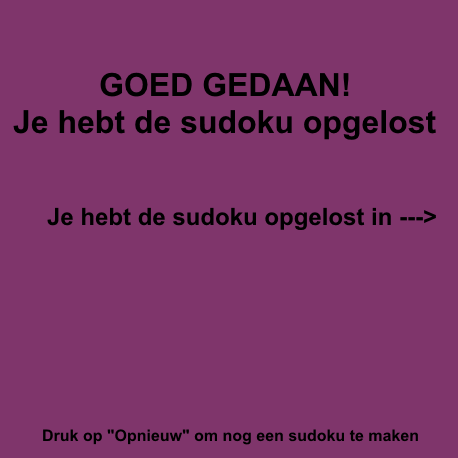 GOED GEDAAN!
Je hebt de sudoku opgelost
Je hebt de sudoku opgelost in --->
Druk op "Opnieuw" om nog een sudoku te maken